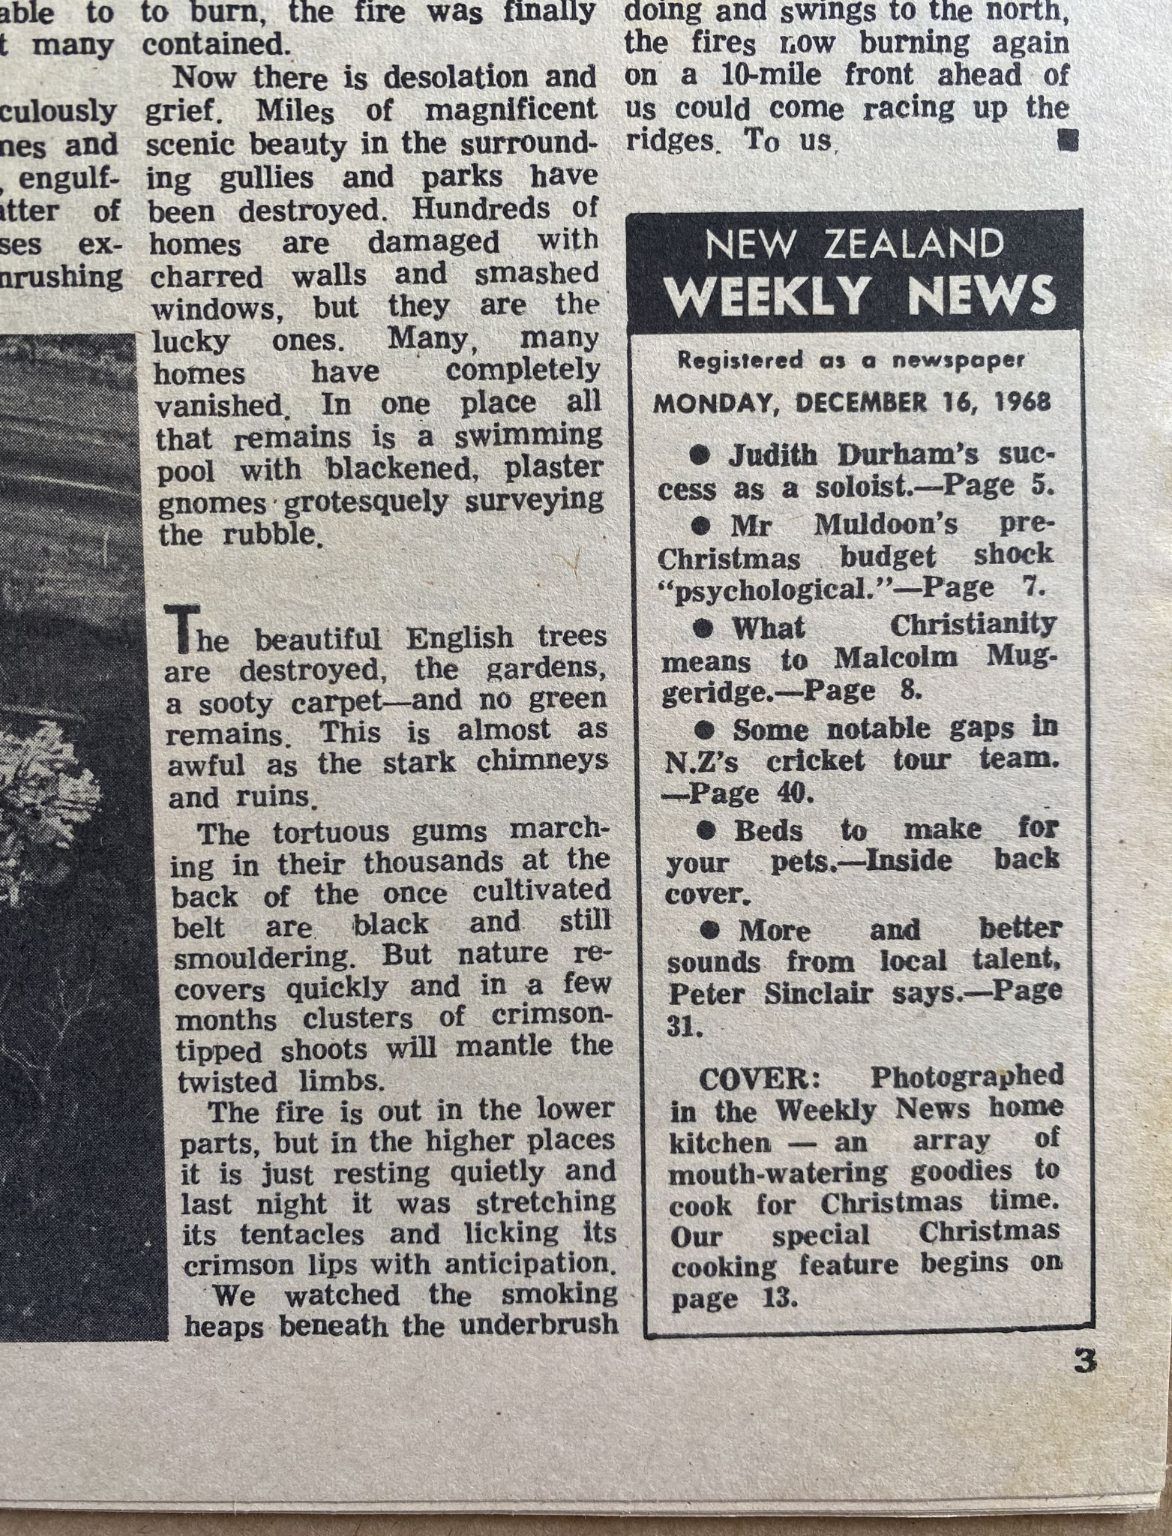 able to
t many
culously
nes and
, engulf-
atter of
ses ex-
nrushing
to burn, the fire was finally
contained.
Now there is desolation and
grief. Miles of magnificent
scenic beauty in the surround-
ing gullies and parks have
been destroyed. Hundreds of
homes are damaged with
charred walls and smashed
windows, but they are the
lucky ones. Many, many
homes have completely
vanished. In one place all
that remains is a swimming
pool with blackened, plaster
gnomes grotesquely surveying
the rubble.
The beautiful English trees
are destroyed, the gardens,
a sooty carpet—and no green
remains. This is almost as
awful as the stark chimneys
and ruins.
The tortuous gums march-
ing in their thousands at the
back of the once cultivated
belt are black and still
smouldering. But nature re-
covers quickly and in a few
months clusters of crimson-
tipped shoots will mantle the
twisted limbs.
The fire is out in the lower
parts, but in the higher places
it is just resting quietly and
last night it was stretching
its tentacles and licking its
crimson lips with anticipation.
We watched the smoking
heaps beneath the underbrush
doing and swings to the north,
the fires now burning again
on a 10-mile front ahead of
us could come racing up the
ridges. To us. ■
NEW ZEALAND
WEEKLY NEWS
Registered as a newspaper
MONDAY, DECEMBER 16, 1968
● Judith Durham's suc-
cess as a soloist.—Page 5.
● Mr Muldoon's pre-
Christmas budget shock
"psychological."—Page 7.
● What Christianity
means to Malcolm Mug-
geridge.—Page 8.
● Some notable gaps in
N.Z's cricket tour team.
—Page 40.
● Beds to make for
your pets.—Inside back
cover.
● More and better
sounds from local talent,
Peter Sinclair says.—Page
31.
COVER: Photographed
in the Weekly News home
kitchen — an array of
mouth-watering goodies to
cook for Christmas time.
Our special Christmas
cooking feature begins on
page 13.
3